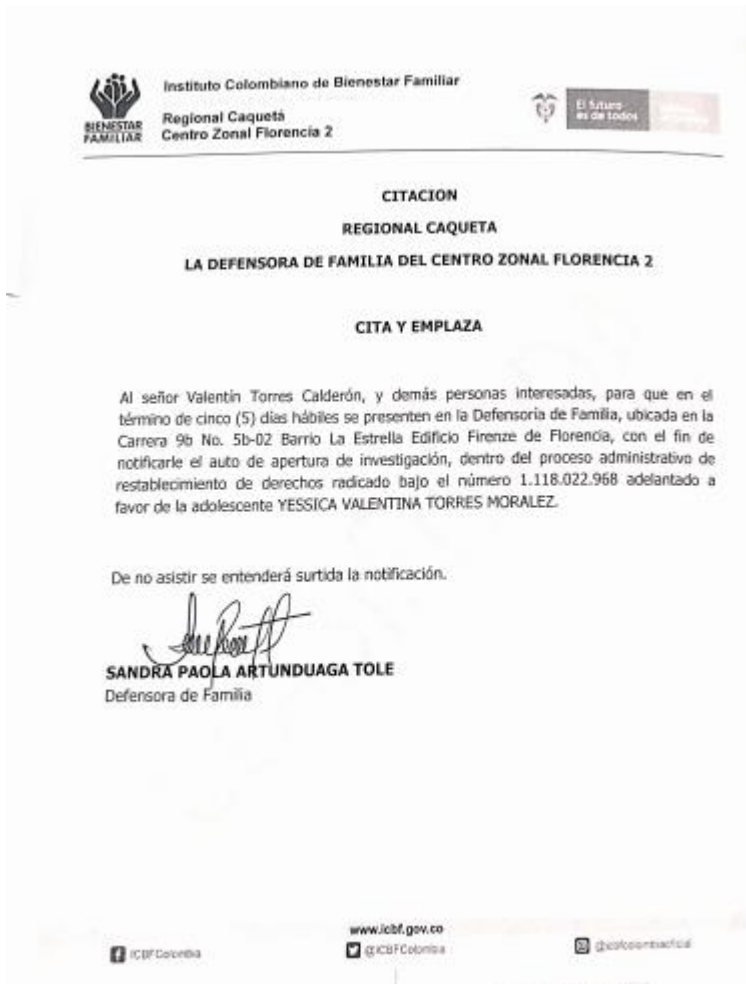 Instituto Colombiano de Bienestar Familiar
Regional Caquetá
Centro Zonal Florencia 2
BIENESTAR
FAMILIAR
El futuro
es de todos
CITACION
REGIONAL CAQUETA
LA DEFENSORA DE FAMILIA DEL CENTRO ZONAL FLORENCIA 2
CITA Y EMPLAZA
Al señor Valentín Torres Calderón, y demás personas interesadas, para que en el
término de cinco (5) días hábiles se presenten en la Defensoría de Familia, ubicada en la
Carrera 9b No. 5b-02 Barrio La Estrella Edificio Firenze de Florencia, con el fin de
notificarle el auto de apertura de investigación, dentro del proceso administrativo de
restablecimiento de derechos radicado bajo el número 1.118.022.968 adelantado a
favor de la adolescente YESSICA VALENTINA TORRES MORALEZ.
De no asistir se entenderá surtida la notificación.
SANDRA PAOLA ARTUNDUAGA TOLE
Defensora de Familia
www.icbf.gov.co
ICBFColombia
@ICBFColombia
@icbfcolombiaoficial